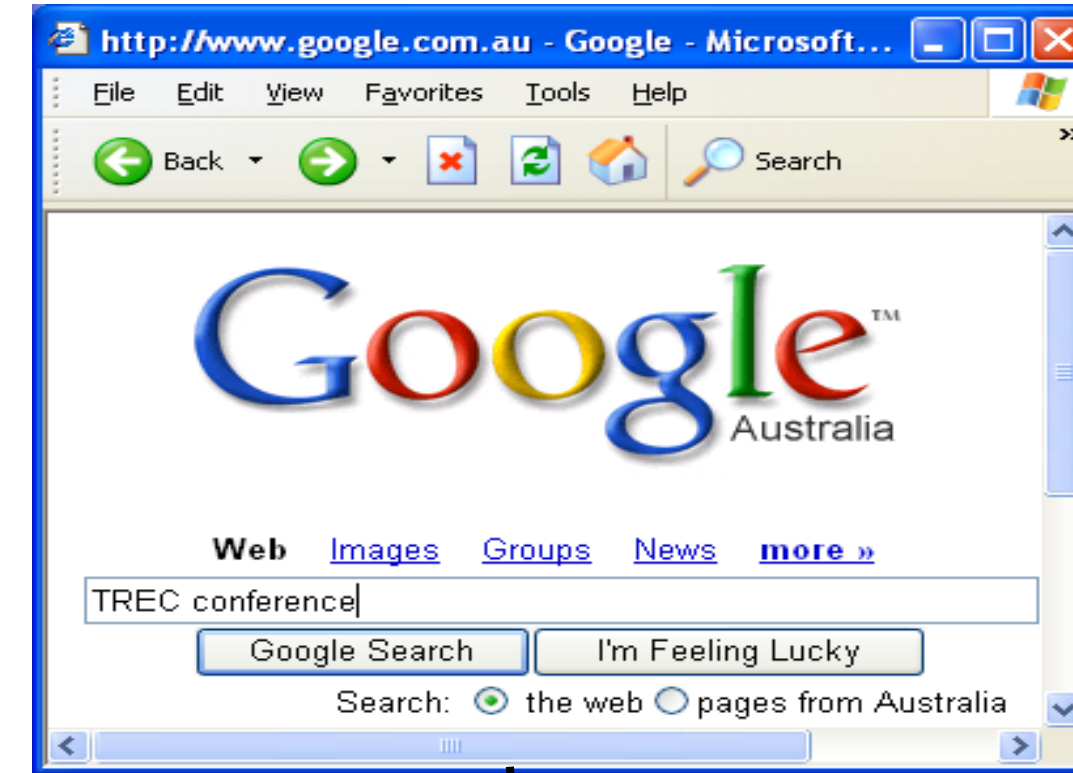 http://www.google.com.au - Google - Microsoft...
File Edit View Favorites Tools Help
Back Search »
Google™
Australia
Web Images Groups News more »
TREC conference
Google Search I'm Feeling Lucky
Search: the web pages from Australia